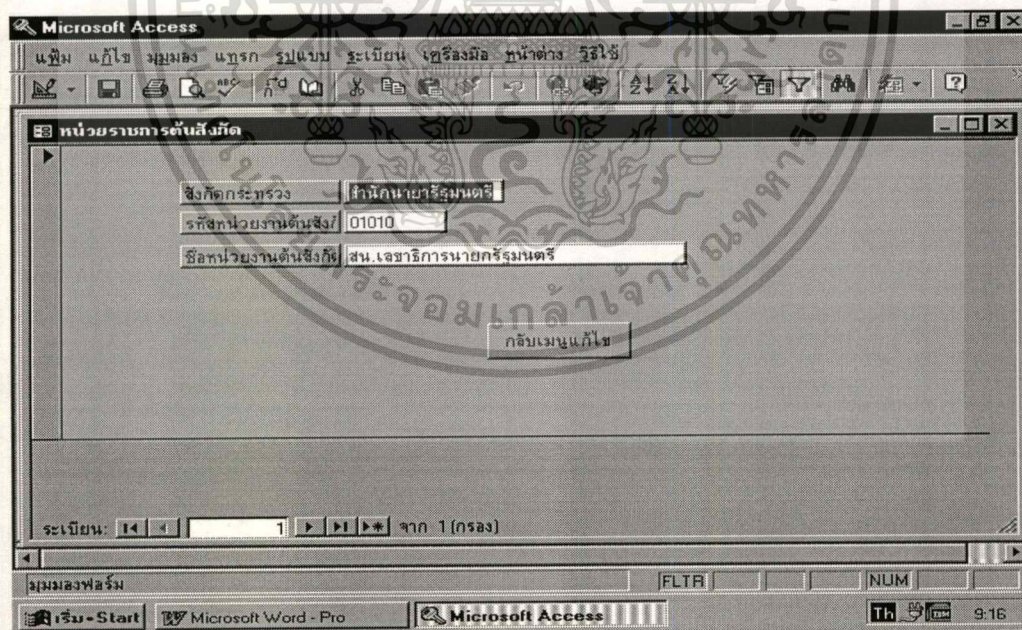 Microsoft Access
แฟ้ม แก้ไข มุมมอง แทรก รูปแบบ ระเบียน เครื่องมือ หน้าต่าง วิธีใช้
หน่วยราชการต้นสังกัด
สังกัดกระทรวง สำนักนายารัฐมนตรี
รหัสหน่วยงานต้นสังก 01010
ชื่อหน่วยงานต้นสังกัด สน.เลขาธิการนายกรัฐมนตรี
กลับเมนูแก้ไข
ระเบียน: 1 จาก 1 (กรอง)
มุมมองฟอร์ม FLTR NUM
เริ่ม-Start Microsoft Word - Pro Microsoft Access Th 9:16